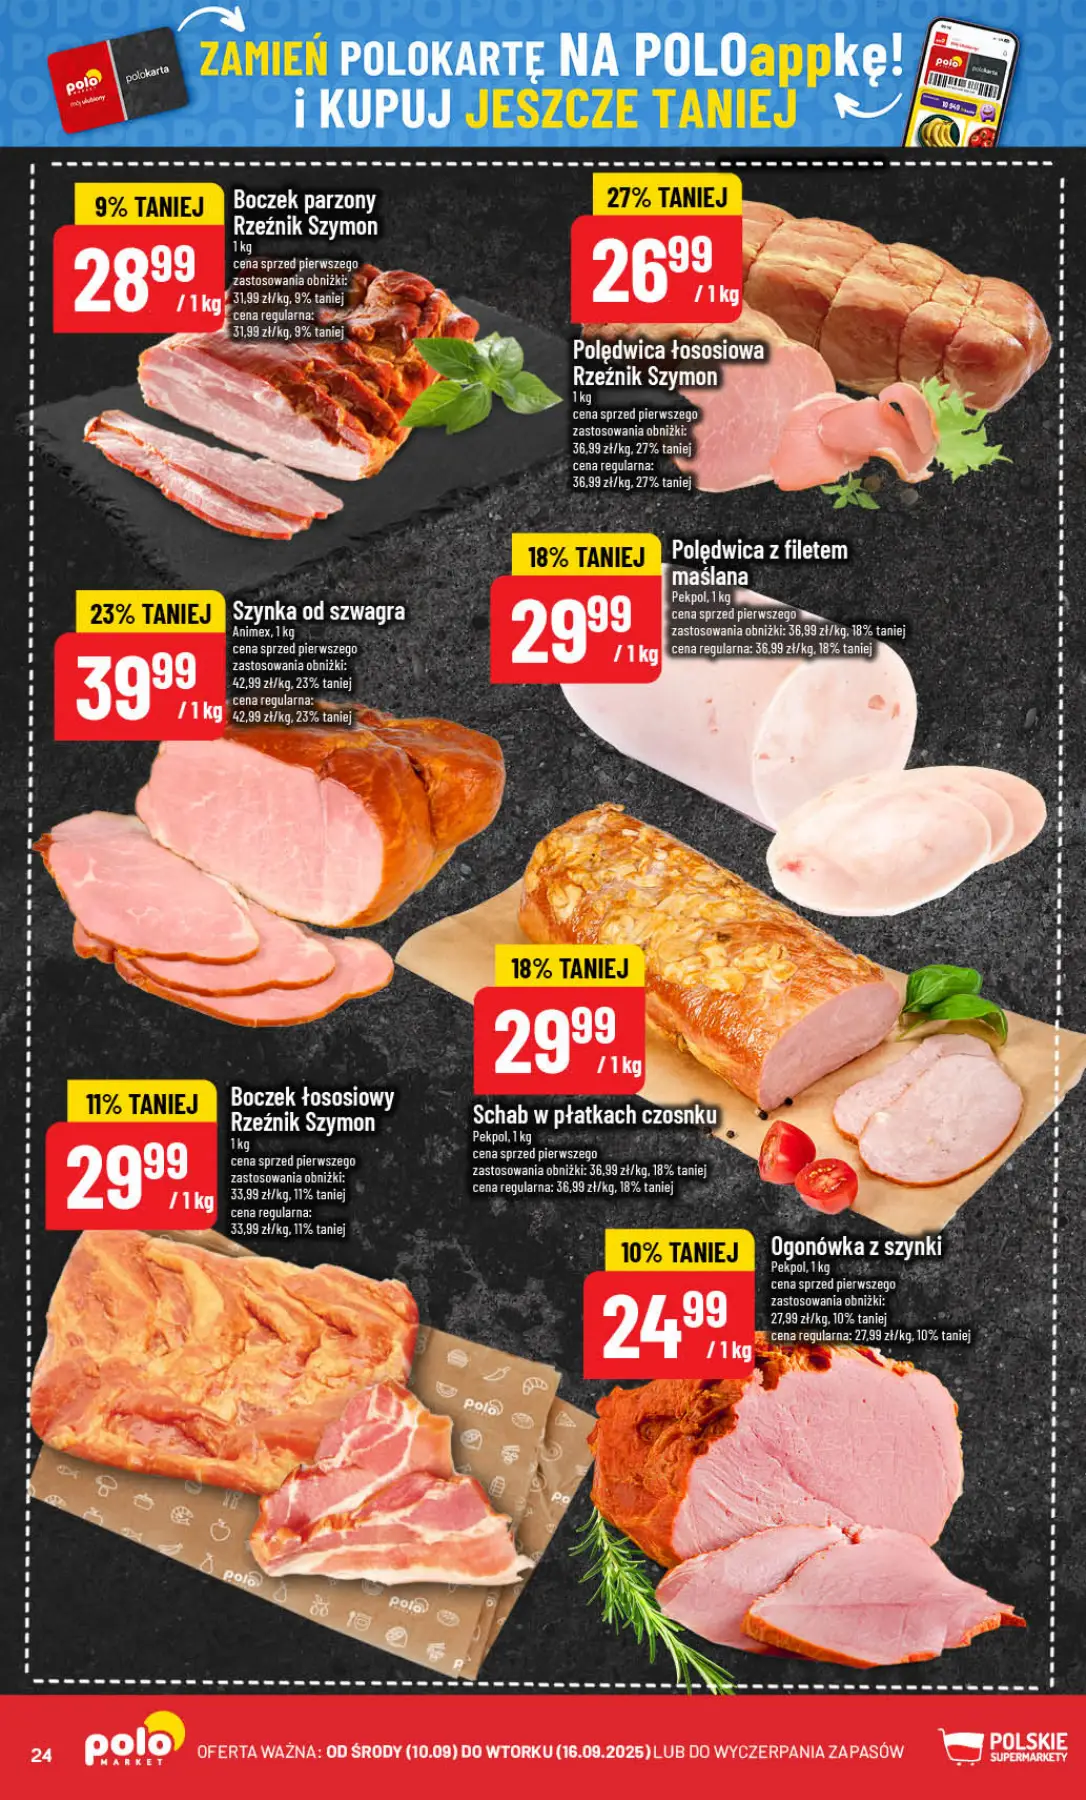 ZAMIEŃ POLOKARTĘ NA POLOappkę!
i KUPUJ JESZCZE TANIEJ
polo
MARKET
mój ulubiony
polokarta
polo
polokarta
9% TANIEJ
28 99
/ 1 kg
Boczek parzony
Rzeźnik Szymon
1 kg
cena sprzed pierwszego
zastosowania obniżki:
31,99 zł/kg, 9% taniej
cena regularna:
31,99 zł/kg, 9% taniej
27% TANIEJ
26 99
/ 1 kg
Polędwica łososiowa
Rzeźnik Szymon
1 kg
cena sprzed pierwszego
zastosowania obniżki:
36,99 zł/kg, 27% taniej
cena regularna:
36,99 zł/kg, 27% taniej
18% TANIEJ
29 99
/ 1 kg
Polędwica z filetem
maślana
Pekpol, 1 kg
cena sprzed pierwszego
zastosowania obniżki: 36,99 zł/kg, 18% taniej
cena regularna: 36,99 zł/kg, 18% taniej
23% TANIEJ
39 99
/ 1 kg
Szynka od szwagra
Animex, 1 kg
cena sprzed pierwszego
zastosowania obniżki:
42,99 zł/kg, 23% taniej
cena regularna:
42,99 zł/kg, 23% taniej
18% TANIEJ
29 99
/ 1 kg
Schab w płatkach czosnku
Pekpol, 1 kg
cena sprzed pierwszego
zastosowania obniżki: 36,99 zł/kg, 18% taniej
cena regularna: 36,99 zł/kg, 18% taniej
11% TANIEJ
29 99
/ 1 kg
Boczek łososiowy
Rzeźnik Szymon
1 kg
cena sprzed pierwszego
zastosowania obniżki:
33,99 zł/kg, 11% taniej
cena regularna:
33,99 zł/kg, 11% taniej
10% TANIEJ
24 99
/ 1 kg
Ogonówka z szynki
Pekpol, 1 kg
cena sprzed pierwszego
zastosowania obniżki:
27,99 zł/kg, 10% taniej
cena regularna: 27,99 zł/kg, 10% taniej
polo
polo
polo
polo
24
polo
MARKET
OFERTA WAŻNA: OD ŚRODY (10.09) DO WTORKU (16.09.2025) LUB DO WYCZERPANIA ZAPASÓW
POLSKIE
SUPERMARKETY